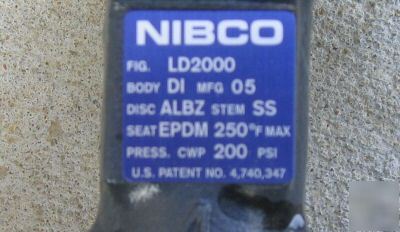 NIBCO
FIG. LD2000
BODY DI MFG 05
DISC ALBZ STEM SS
SEAT EPDM 250°F MAX
PRESS. CWP 200 PSI
U.S. PATENT NO. 4,740,347